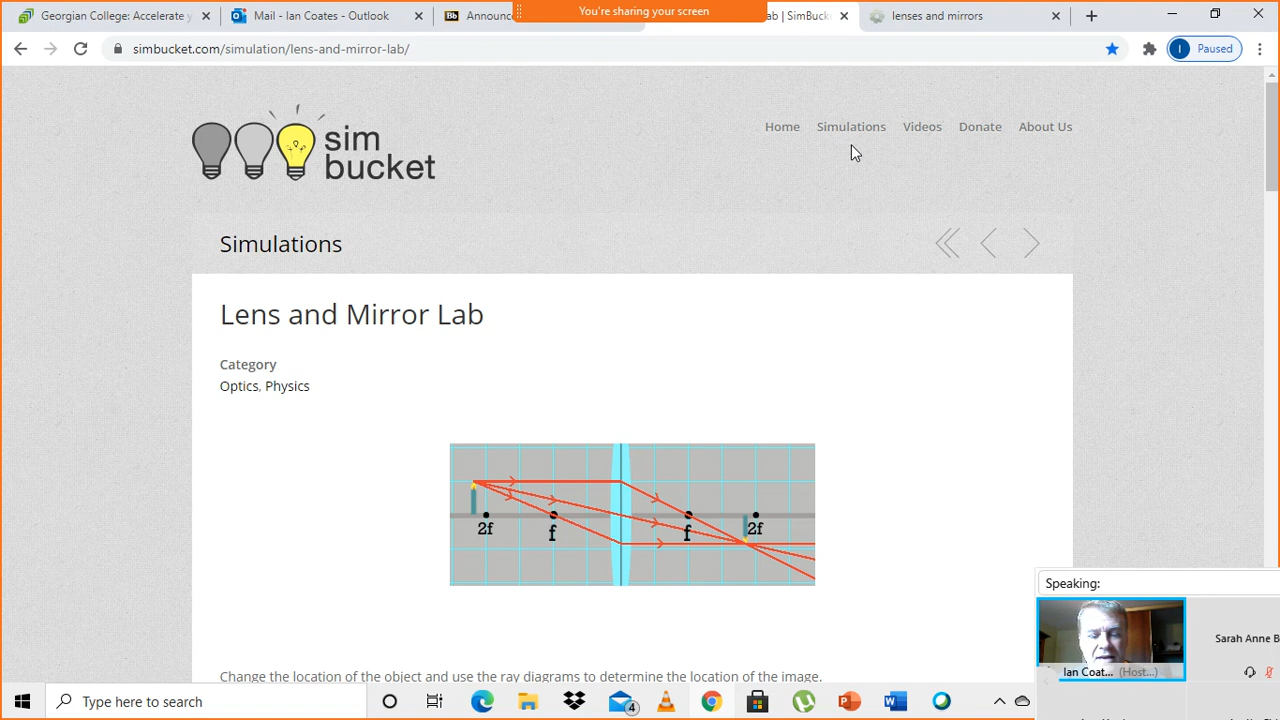 You're sharing your screen
Georgian College: Accelerate y
Mail - Ian Coates - Outlook
Announc
ab | SimBucke
lenses and mirrors
simbucket.com/simulation/lens-and-mirror-lab/
Paused
sim
bucket
Home Simulations Videos Donate About Us
Simulations
Lens and Mirror Lab
Category
Optics, Physics
2f f f 2f
Speaking:
Sarah Anne B
Ian Coat... (Host...)
Change the location of the object and use the ray diagrams to determine the location of the image.
Type here to search
4